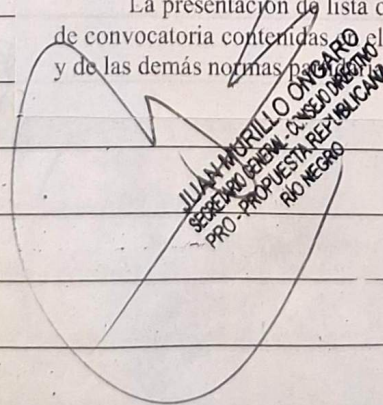 La presentación de lista
de convocatoria contenidas el
y de las demás normas
JUAN MURILLO ONGARO
SECRETARIO GENERAL - CONSEJO DIRECTIVO
PRO - PROPUESTA REPUBLICANA
RÍO NEGRO